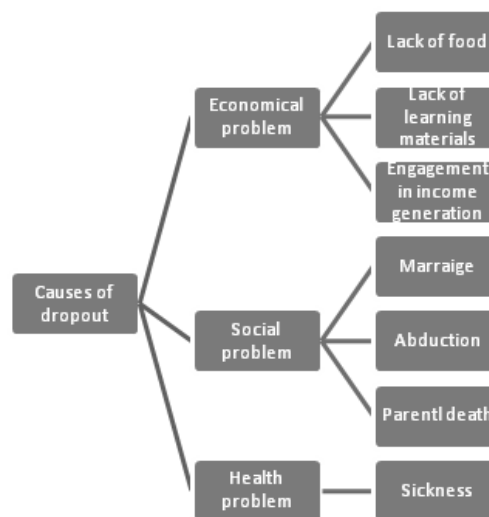 Causes of
dropout
Economical
problem
Lack of food
Lack of
learning
materials
Engagement
in income
generation
Social
problem
Marraige
Abduction
Parentl death
Health
problem
Sickness